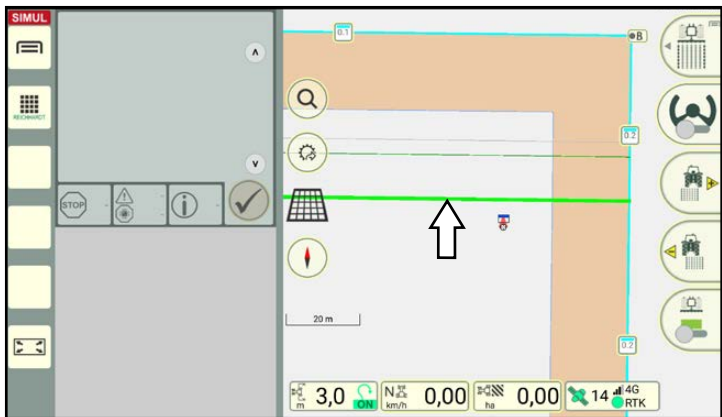 SIMUL
REICHHARDT
STOP
0.1
B
0.2
0.2
20 m
m
3,0
ON
N
km/h
0,00
ha
0,00
14
4G
RTK